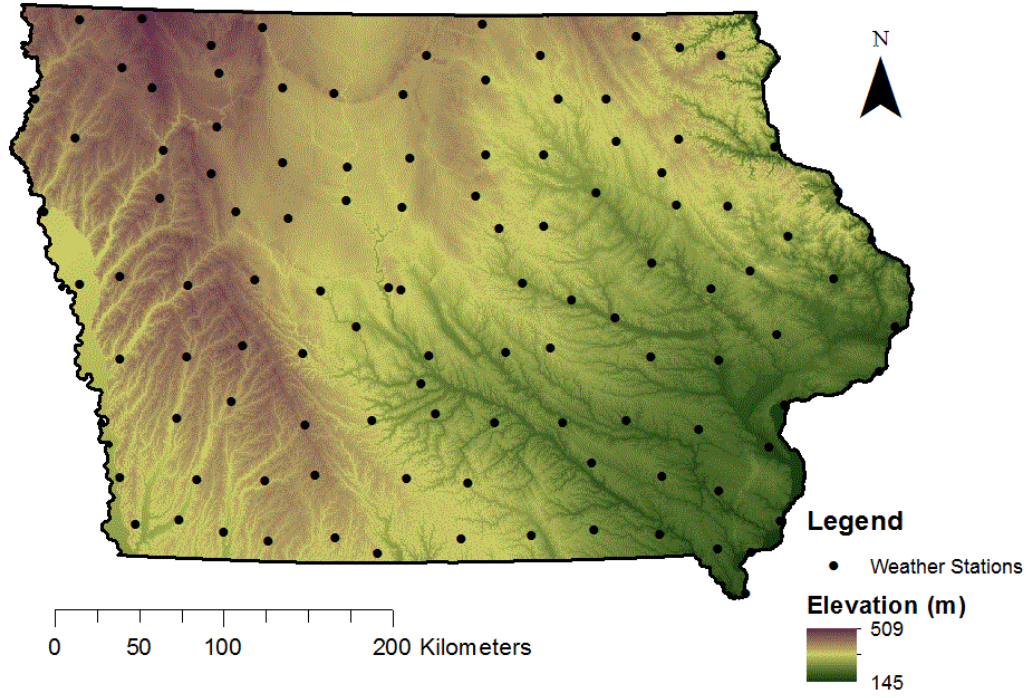 N
Legend
Weather Stations
Elevation (m)
509
145
0 50 100 200 Kilometers